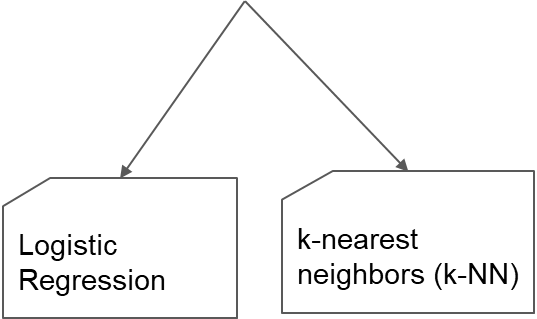 Logistic
Regression
k-nearest
neighbors (k-NN)